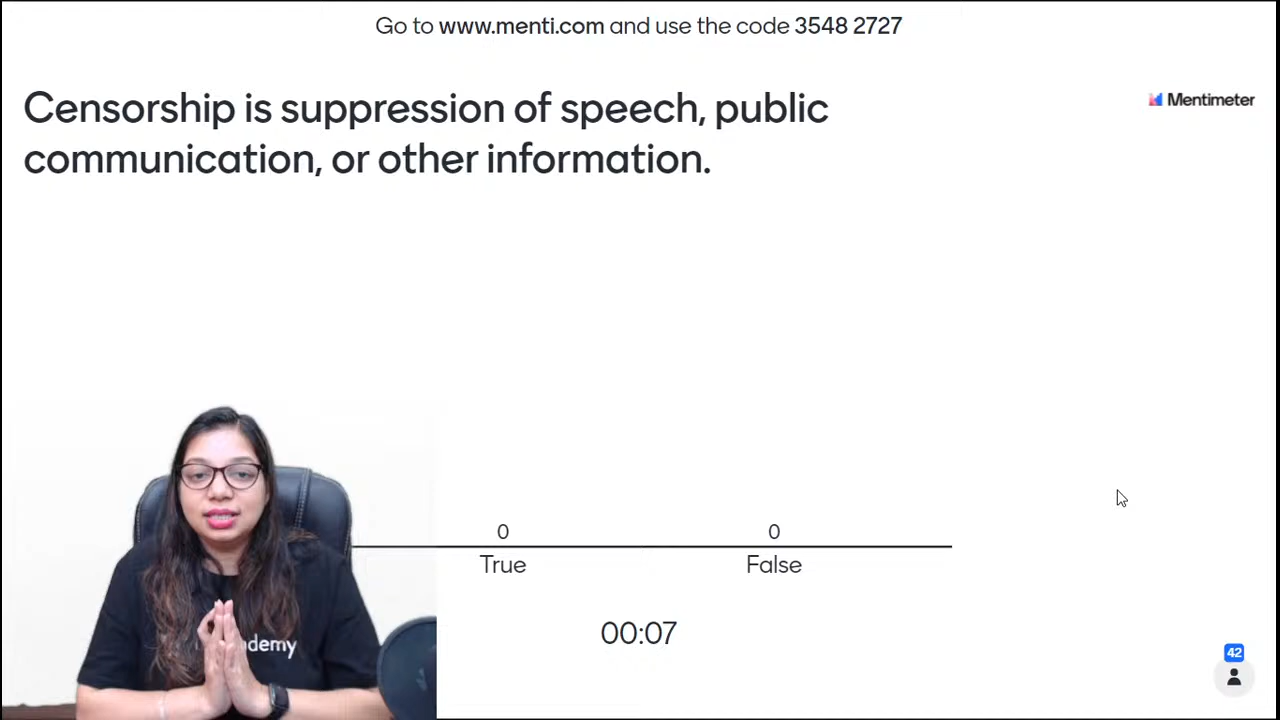 Go to www.menti.com and use the code 3548 2727
Censorship is suppression of speech, public
communication, or other information.
Mentimeter
0
0
True
False
00:07
demy
42